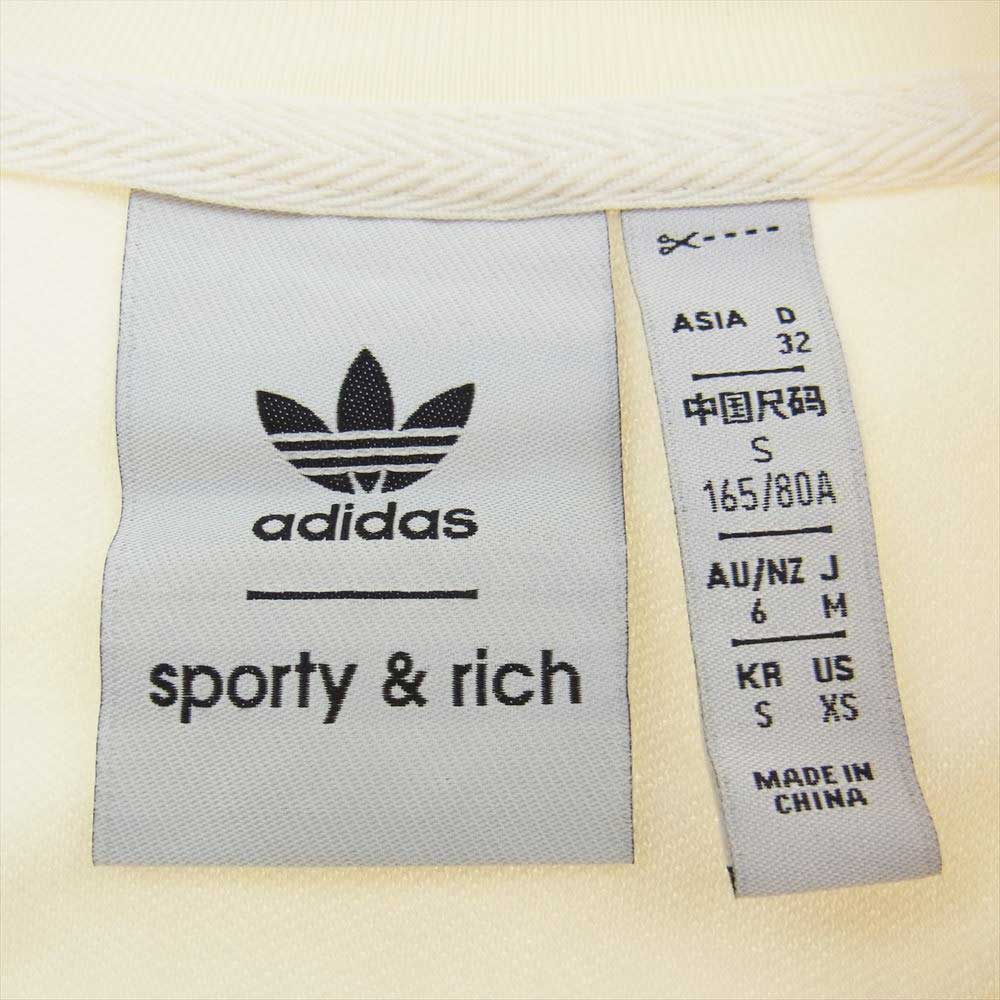 adidas
sporty & rich
ASIA D
32
中国尺码
S
165/80A
AU/NZ J
6 M
KR US
S XS
MADE IN
CHINA